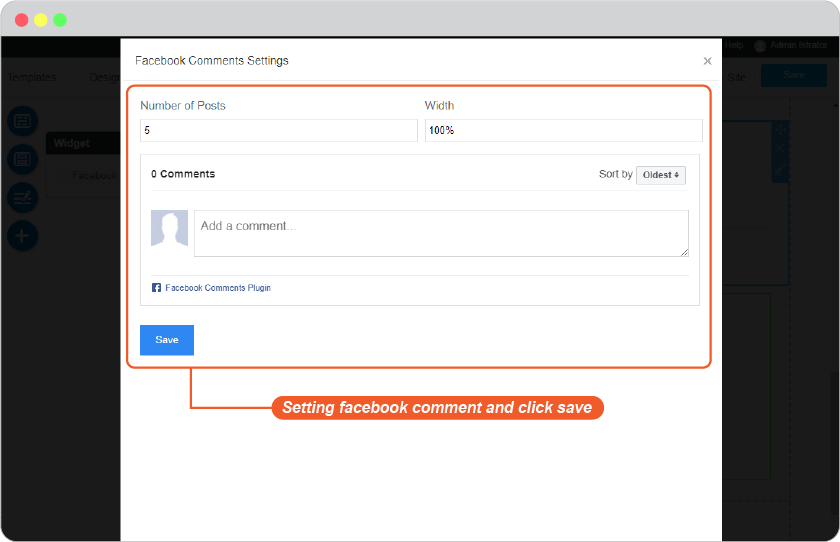 Help
Admin Istrator
Templates
Design
Site
Save
Widget
Facebook
Facebook Comments Settings
×
Number of Posts
Width
5
100%
0 Comments
Sort by
Oldest
Add a comment...
Facebook Comments Plugin
Save
Setting facebook comment and click save